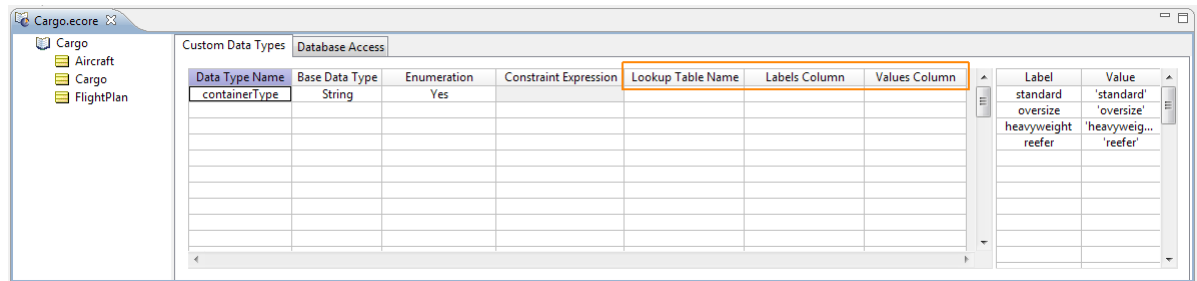 Cargo.ecore
Cargo
Aircraft
Cargo
FlightPlan
Custom Data Types Database Access
Data Type Name Base Data Type Enumeration Constraint Expression Lookup Table Name Labels Column Values Column
containerType String Yes
Label Value
standard 'standard'
oversize 'oversize'
heavyweight 'heavyweig...
reefer 'reefer'